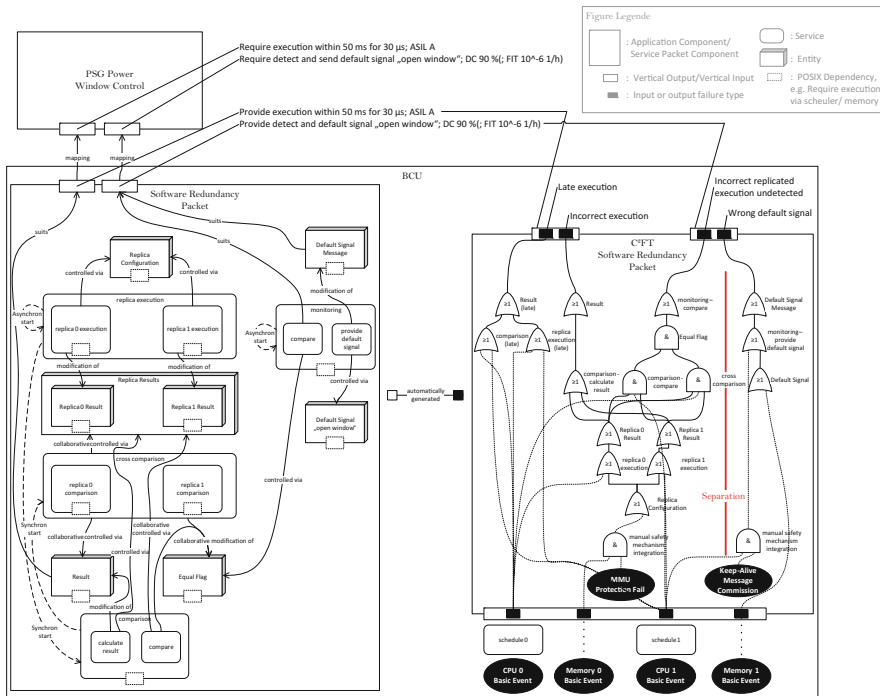 Figure Legende
: Application Component/
Service Packet Component
: Service
: Entity
: Vertical Output/Vertical Input
: Input or output failure type
: POSIX Dependency,
e.g. Require execution
via scheuler/ memory
PSG Power
Window Control
Require execution within 50 ms for 30 µs; ASIL A
Require detect and send default signal „open window“; DC 90 %(; FIT 10^-6 1/h)
Provide execution within 50 ms for 30 µs; ASIL A
Provide detect and default signal „open window“; DC 90 %(; FIT 10^-6 1/h)
mapping
mapping
BCU
Software Redundancy
Packet
suits
suits
suits
Replica
Configuration
controlled via
controlled via
replica execution
Asynchron
start
replica 0 execution
replica 1 execution
modification of
modification of
Replica Results
Replica 0 Result
Replica 1 Result
collaborative controlled via
cross comparison
replica 0
comparison
replica 1
comparison
Synchron
start
collaborative controlled via
collaborative
controlled via
controlled via
collaborative modification of
Result
Equal Flag
modification of
Synchron
start
comparison
calculate
result
compare
Default Signal
Message
modification of
monitoring
Asynchron
start
compare
provide
default
signal
controlled via
Default Signal
„open window“
controlled via
automatically
generated
Late execution
Incorrect execution
Incorrect replicated
execution undetected
Wrong default signal
C²FT
Software Redundancy
Packet
≥1
Result
(late)
≥1
Result
≥1
monitoring–
compare
≥1
Default Signal
Message
≥1
comparison
(late)
≥1
replica
execution
(late)
&
Equal Flag
≥1
monitoring–
provide
default signal
≥1
comparison-
calculate
result
&
comparison-
compare
&
cross
comparison
≥1
Default Signal
≥1
Replica 0
Result
≥1
Replica 1
Result
≥1
replica 0
execution
≥1
replica 1
execution
≥1
Replica
Configuration
Separation
&
manual safety
mechanism
integration
&
manual safety
mechanism
integration
MMU
Protection Fail
Keep-Alive
Message
Commission
schedule 0
schedule 1
CPU 0
Basic Event
Memory 0
Basic Event
CPU 1
Basic Event
Memory 1
Basic Event